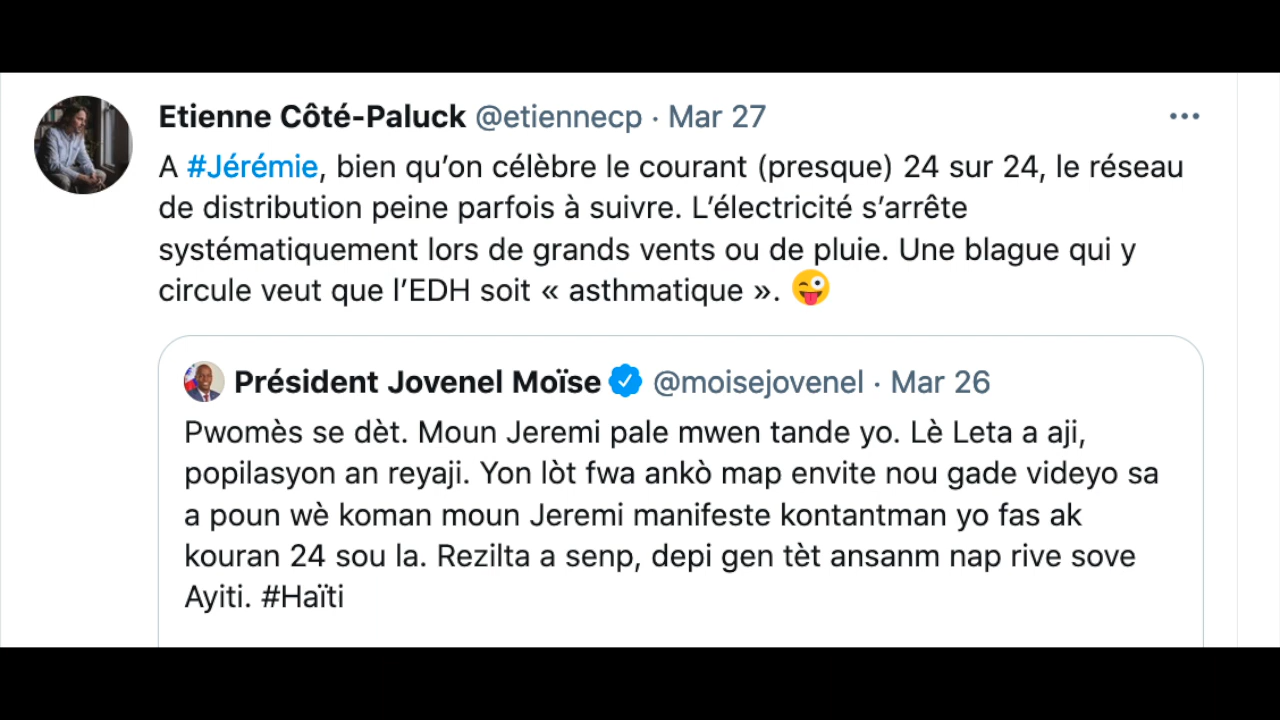 Etienne Côté-Paluck @etiennecp · Mar 27
A #Jérémie, bien qu’on célèbre le courant (presque) 24 sur 24, le réseau
de distribution peine parfois à suivre. L’électricité s’arrête
systématiquement lors de grands vents ou de pluie. Une blague qui y
circule veut que l’EDH soit « asthmatique ». 😜
Président Jovenel Moïse @moisejovenel · Mar 26
Pwomès se dèt. Moun Jeremi pale mwen tande yo. Lè Leta a aji,
popilasyon an reyaji. Yon lòt fwa ankò map envite nou gade videyo sa
a poun wè koman moun Jeremi manifeste kontantman yo fas ak
kouran 24 sou la. Rezilta a senp, depi gen tèt ansanm nap rive sove
Ayiti. #Haïti